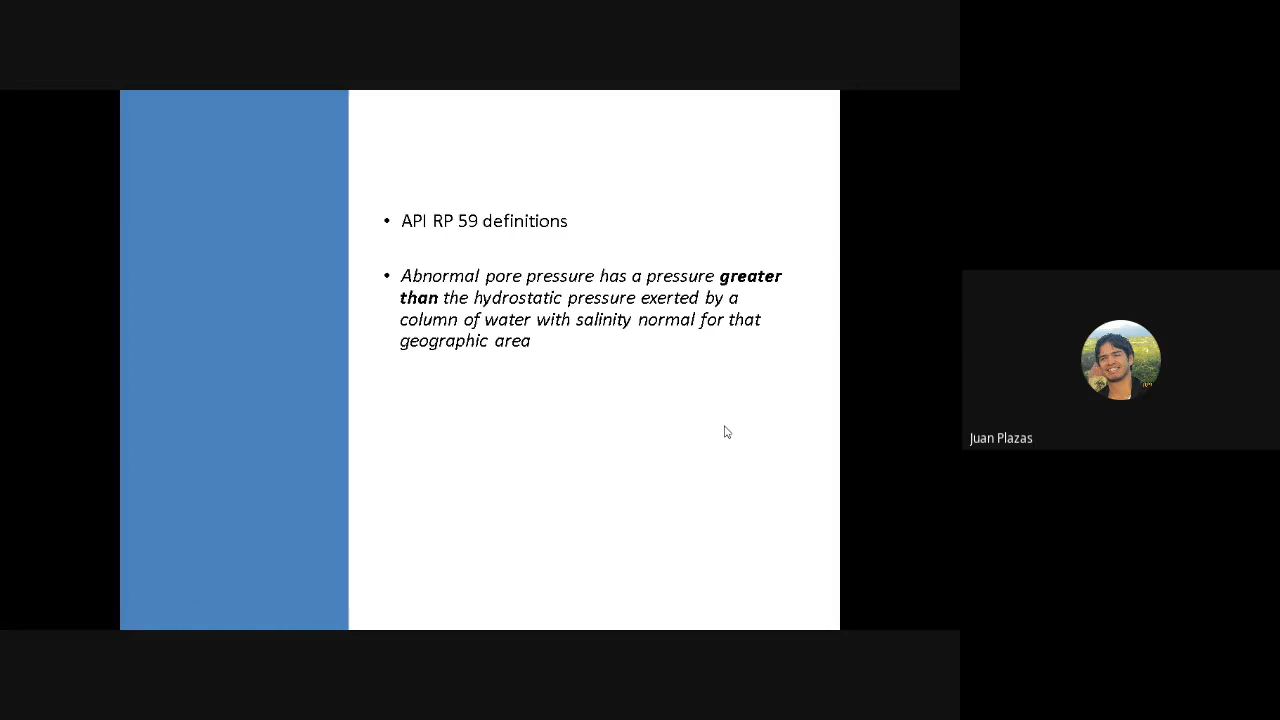 • API RP 59 definitions
• Abnormal pore pressure has a pressure greater
than the hydrostatic pressure exerted by a
column of water with salinity normal for that
geographic area
Juan Plazas